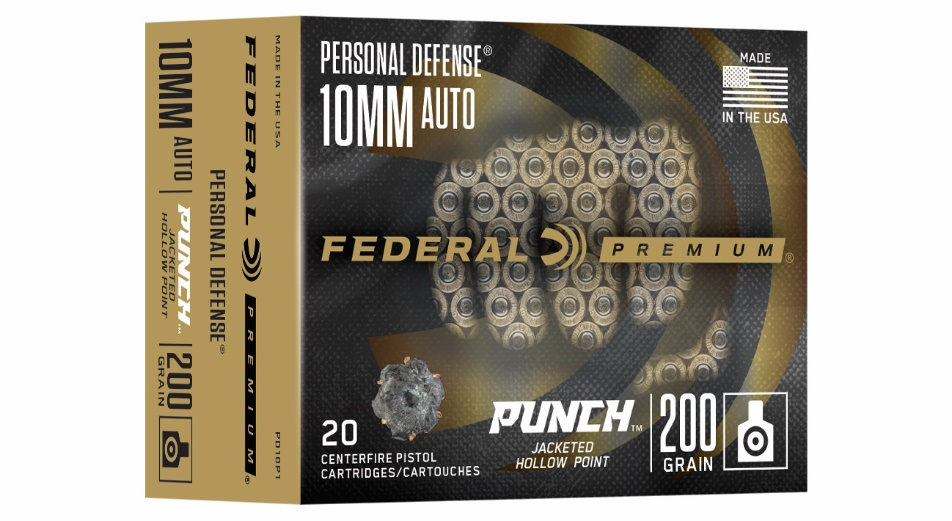 PERSONAL DEFENSE®
10MM AUTO
MADE
IN THE USA
FEDERAL PREMIUM®
20
CENTERFIRE PISTOL
CARTRIDGES/CARTOUCHES
PUNCH™
JACKETED
HOLLOW POINT
200
GRAIN
MADE IN THE USA
FEDERAL PREMIUM®
PD10P1
PERSONAL DEFENSE®
10MM AUTO
PUNCH™
JACKETED
HOLLOW POINT
200
GRAIN